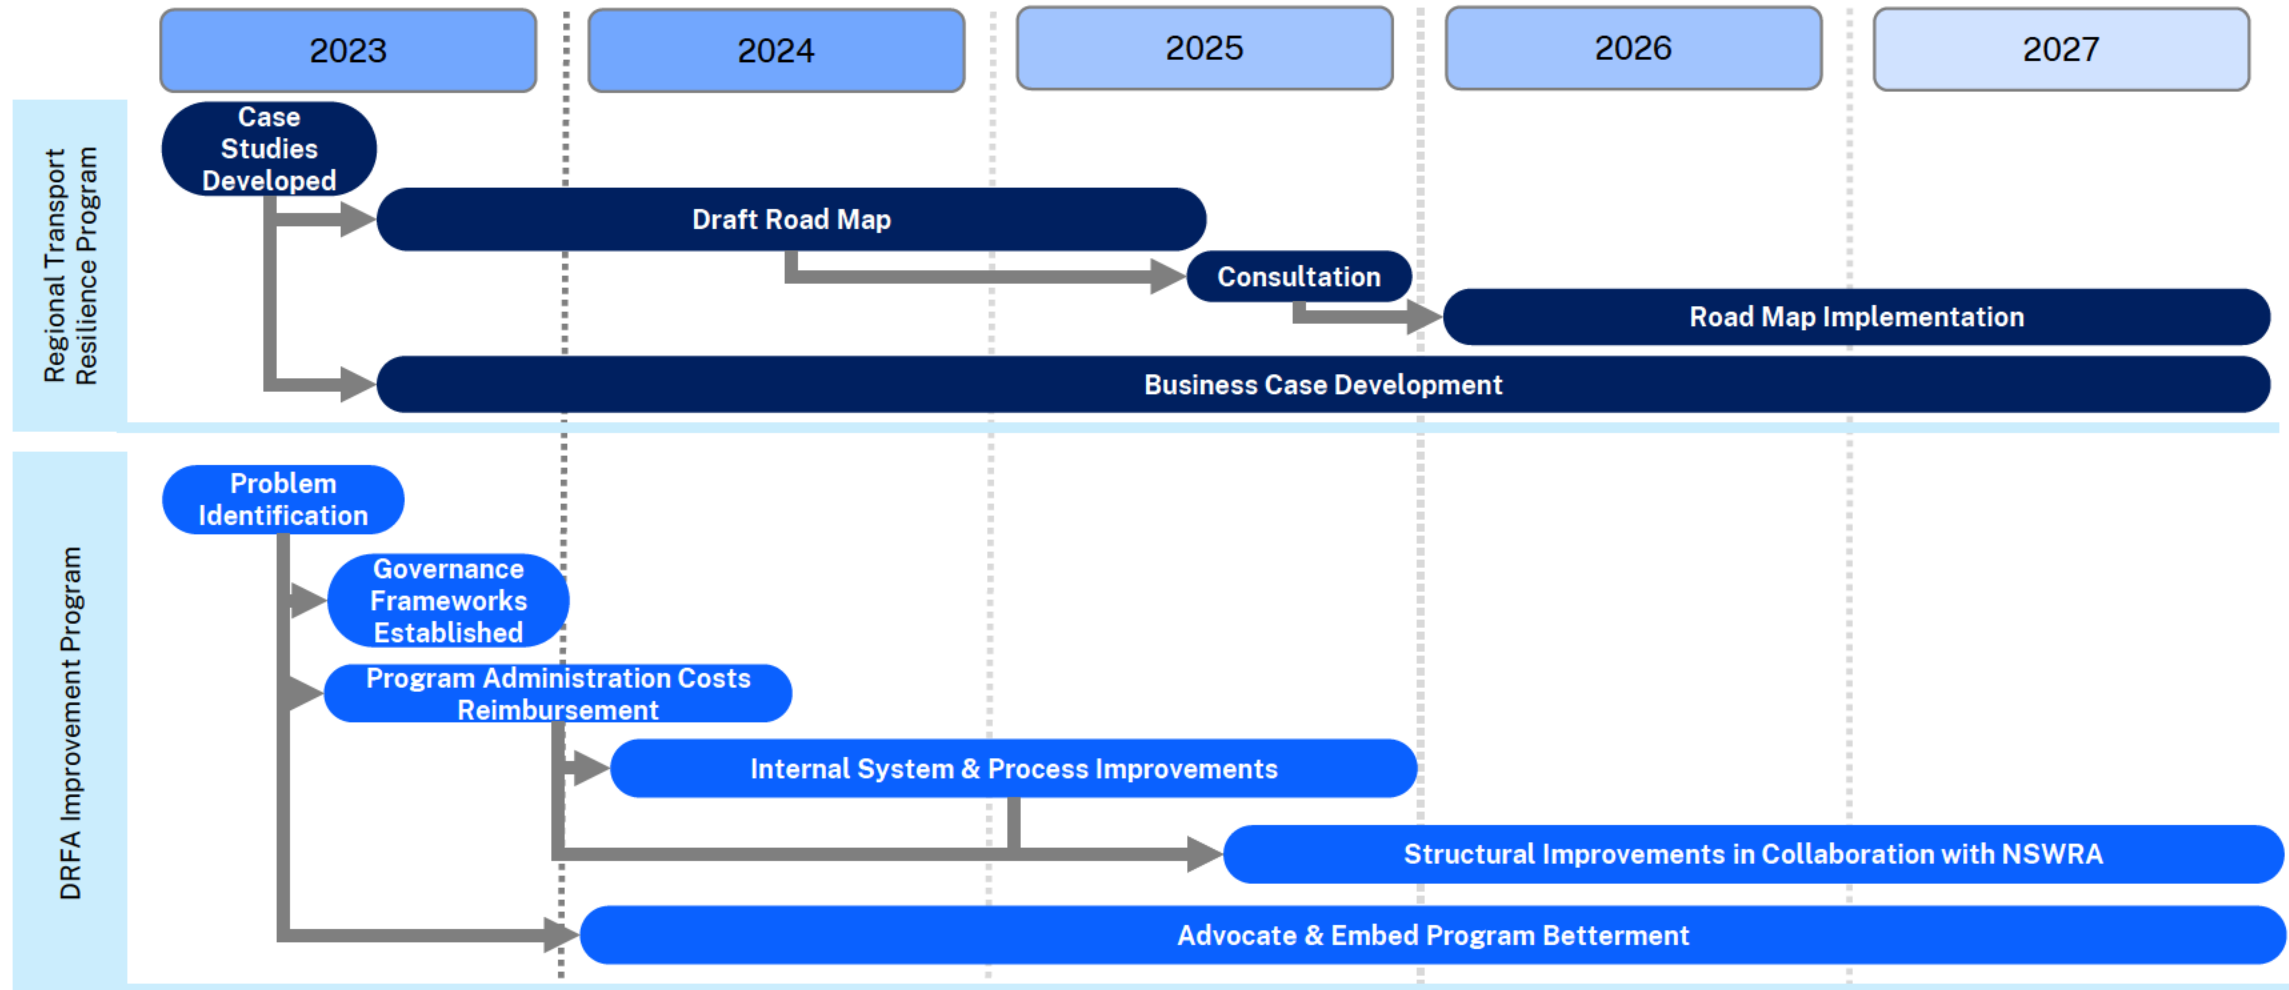 2023
2024
2025
2026
2027
Regional Transport
Resilience Program
Case
Studies
Developed
Draft Road Map
Consultation
Road Map Implementation
Business Case Development
DRFA Improvement Program
Problem
Identification
Governance
Frameworks
Established
Program Administration Costs
Reimbursement
Internal System & Process Improvements
Structural Improvements in Collaboration with NSWRA
Advocate & Embed Program Betterment